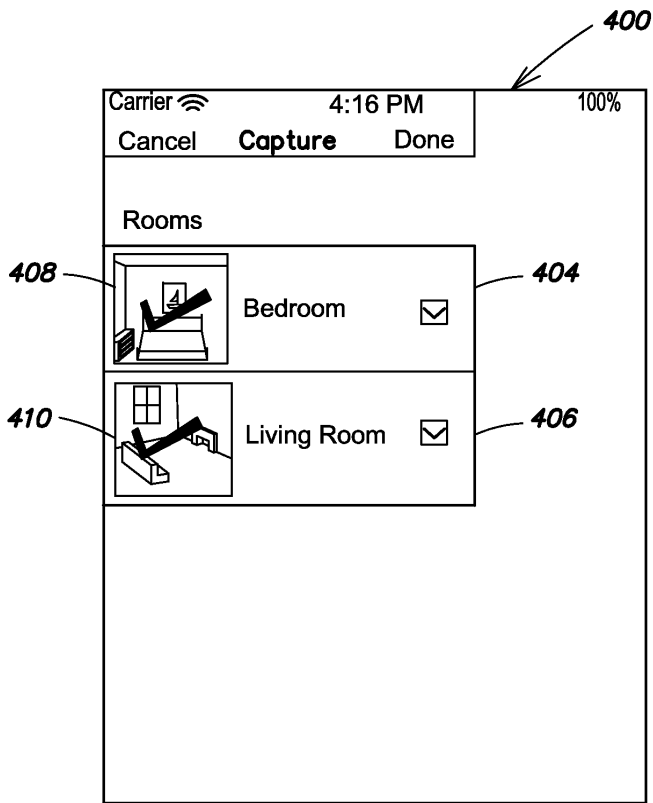 400
Carrier 4:16 PM 100%
Cancel Capture Done
Rooms
408 Bedroom 404
410 Living Room 406